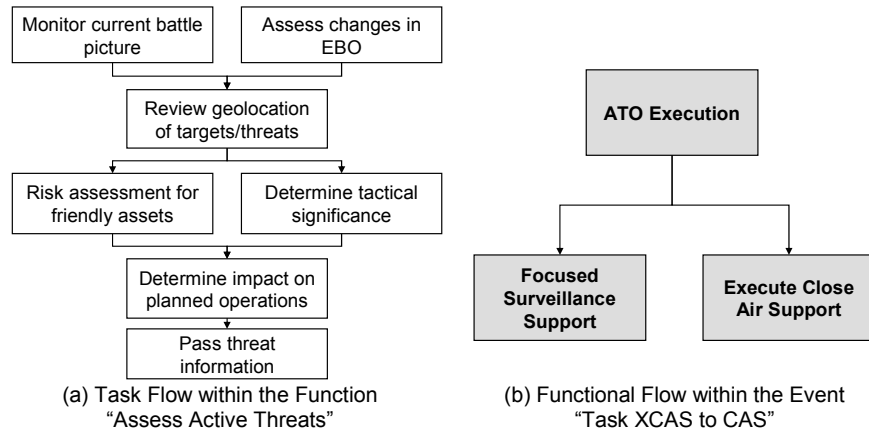 Monitor current battle
picture
Assess changes in
EBO
Review geolocation
of targets/threats
Risk assessment for
friendly assets
Determine tactical
significance
Determine impact on
planned operations
Pass threat
information
(a) Task Flow within the Function
“Assess Active Threats”
ATO Execution
Focused
Surveillance
Support
Execute Close
Air Support
(b) Functional Flow within the Event
“Task XCAS to CAS”